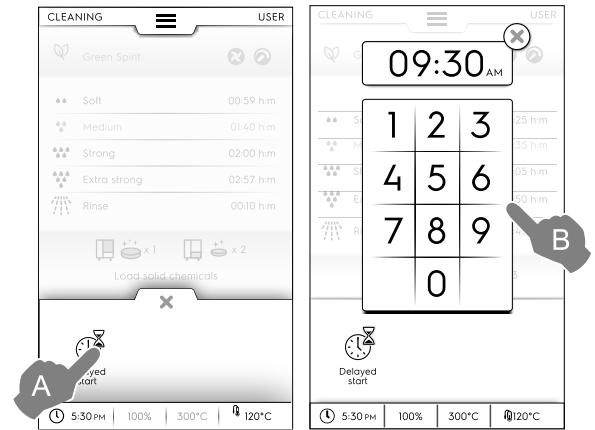 CLEANING USER
Green Spirit
Soft 00:59 h:m
Medium 01:40 h:m
Strong 02:00 h:m
Extra strong 02:57 h:m
Rinse 00:10 h:m
x 1 x 2
Load solid chemicals
Delayed
start
A
5:30 PM 100% 300°C 120°C
CLEANING USER
09:30 AM
1 2 3
4 5 6
7 8 9
0
B
Delayed
start
5:30 PM 100% 300°C 120°C